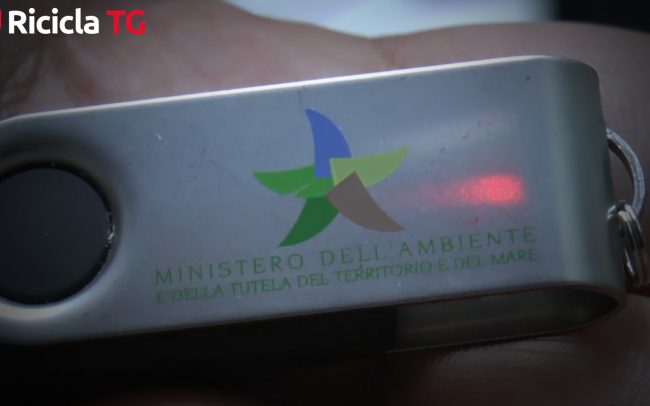 Ricicla TG
MINISTERO DELL'AMBIENTE
E DELLA TUTELA DEL TERRITORIO E DEL MARE